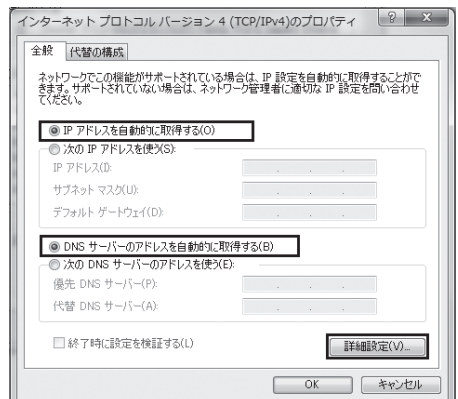 インターネット プロトコル バージョン 4 (TCP/IPv4)のプロパティ
全般
代替の構成
ネットワークでこの機能がサポートされている場合は、IP 設定を自動的に取得することがで
きます。サポートされていない場合は、ネットワーク管理者に適切な IP 設定を問い合わせ
てください。
IP アドレスを自動的に取得する(O)
次の IP アドレスを使う(S):
IP アドレス(I):
サブネット マスク(U):
デフォルト ゲートウェイ(D):
DNS サーバーのアドレスを自動的に取得する(B)
次の DNS サーバーのアドレスを使う(E):
優先 DNS サーバー(P):
代替 DNS サーバー(A):
終了時に設定を検証する(L)
詳細設定(V)...
OK
キャンセル